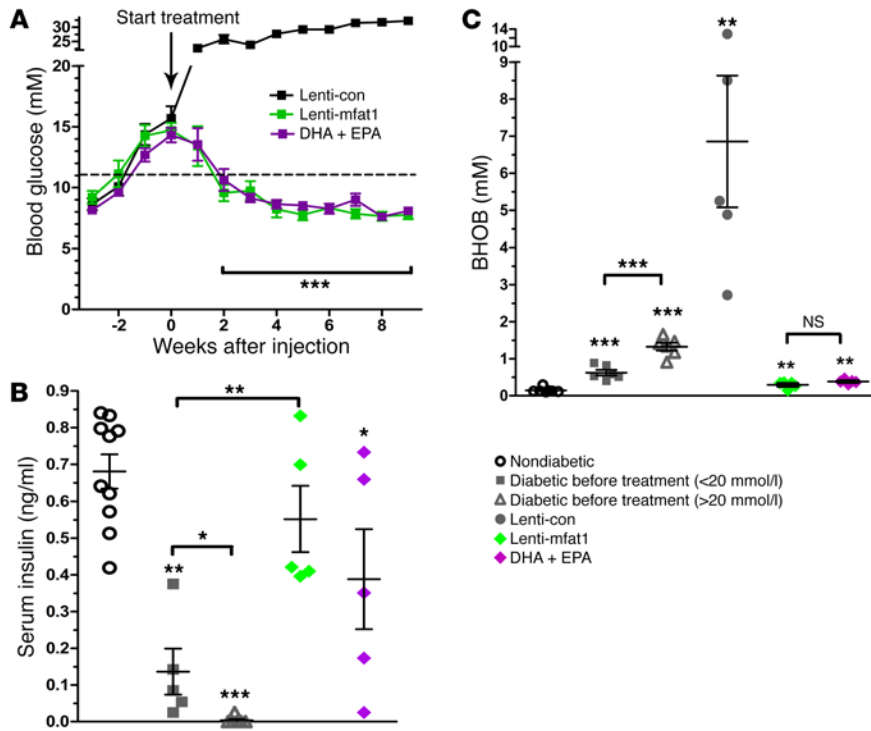 A
Start treatment
30
25
20
15
10
5
0
Blood glucose (mM)
Lenti-con
Lenti-mfat1
DHA + EPA
***
-2
0
2
4
6
8
Weeks after injection
B
0.9
0.8
0.7
0.6
0.5
0.4
0.3
0.2
0.1
0.0
Serum insulin (ng/ml)
**
*
**
***
*
C
14
10
9
8
7
6
5
4
3
2
1
0
BHOB (mM)
**
***
***
***
NS
**
**
Nondiabetic
Diabetic before treatment (<20 mmol/l)
Diabetic before treatment (>20 mmol/l)
Lenti-con
Lenti-mfat1
DHA + EPA